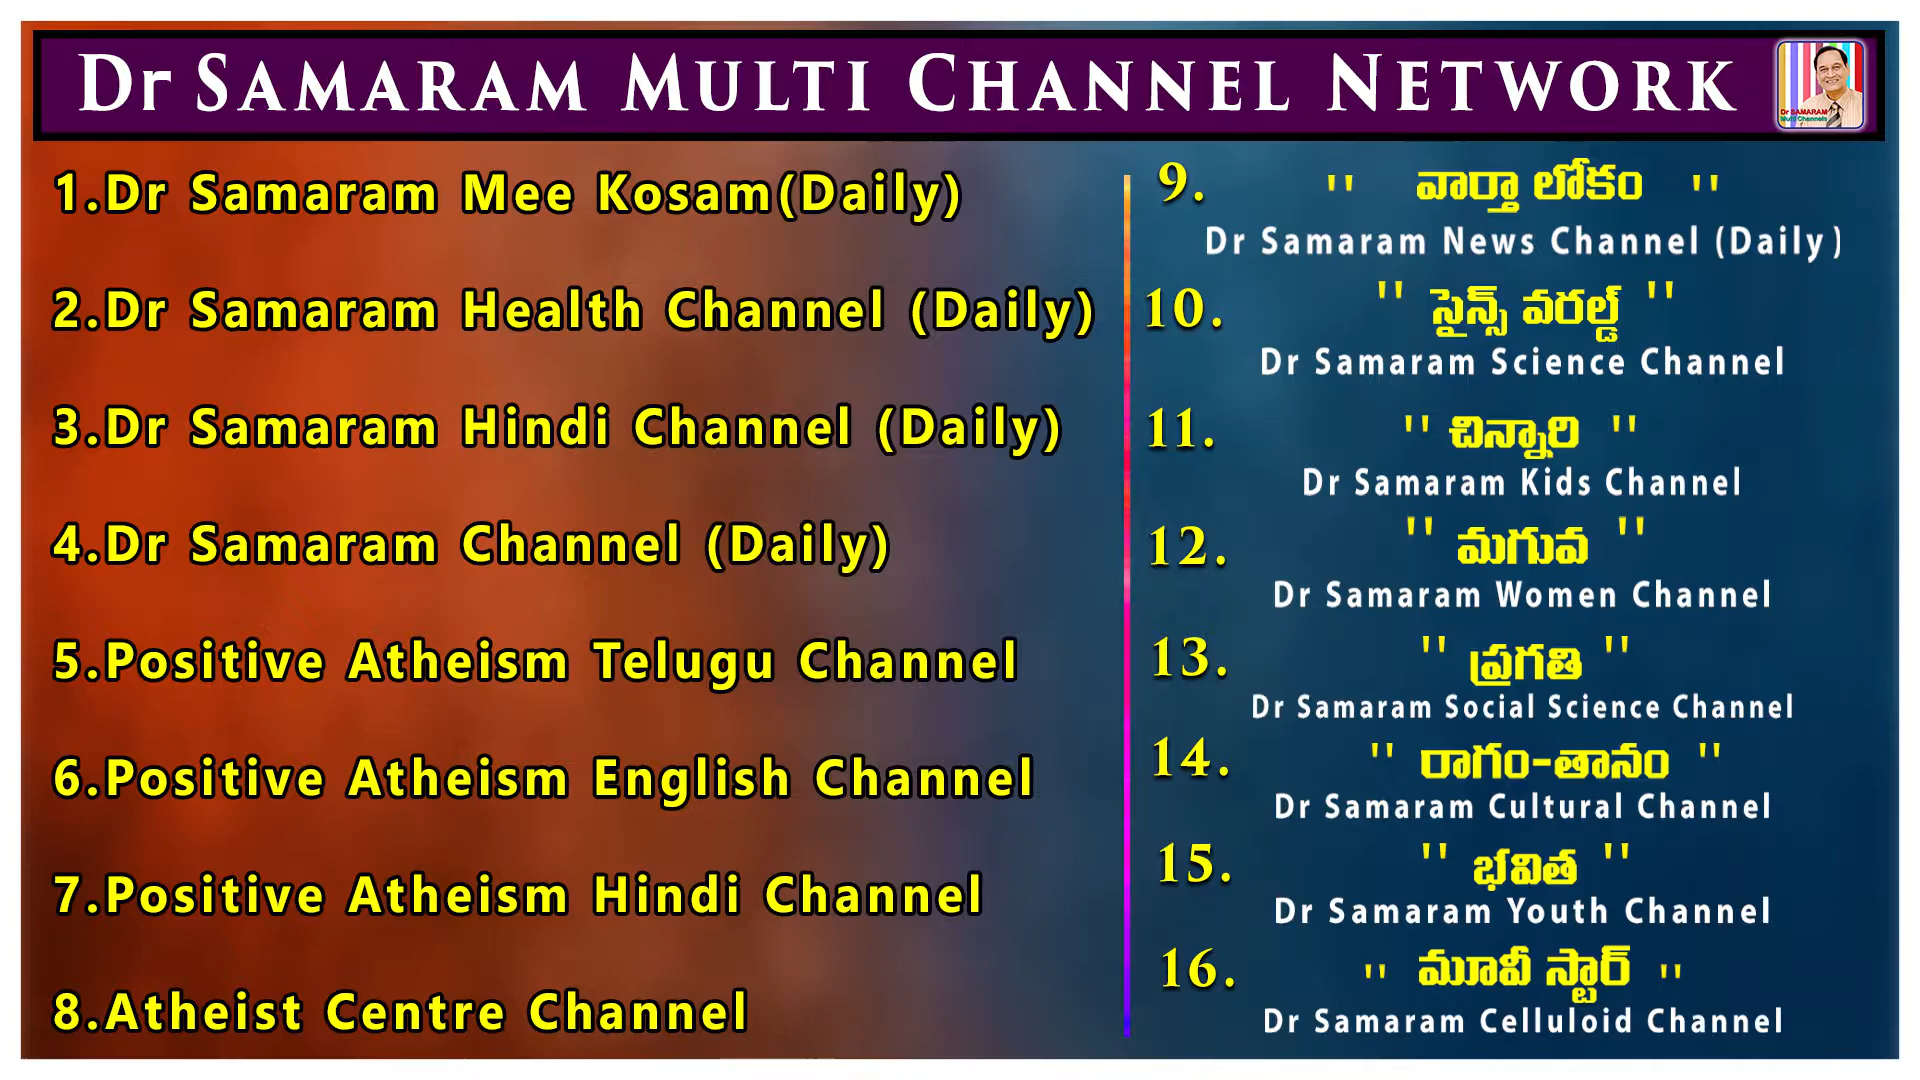 Dr SAMARAM MULTI CHANNEL NETWORK
Dr SAMARAM
Multi Channels
1.Dr Samaram Mee Kosam(Daily)
2.Dr Samaram Health Channel (Daily)
3.Dr Samaram Hindi Channel (Daily)
4.Dr Samaram Channel (Daily)
5.Positive Atheism Telugu Channel
6.Positive Atheism English Channel
7.Positive Atheism Hindi Channel
8.Atheist Centre Channel
9. " వార్తా లోకం "
Dr Samaram News Channel (Daily)
10. " సైన్స్ వరల్డ్ "
Dr Samaram Science Channel
11. " చిన్నారి "
Dr Samaram Kids Channel
12. " మగువ "
Dr Samaram Women Channel
13. " ప్రగతి "
Dr Samaram Social Science Channel
14. " రాగం-తానం "
Dr Samaram Cultural Channel
15. " భవిత "
Dr Samaram Youth Channel
16. " మూవీ స్టార్ "
Dr Samaram Celluloid Channel